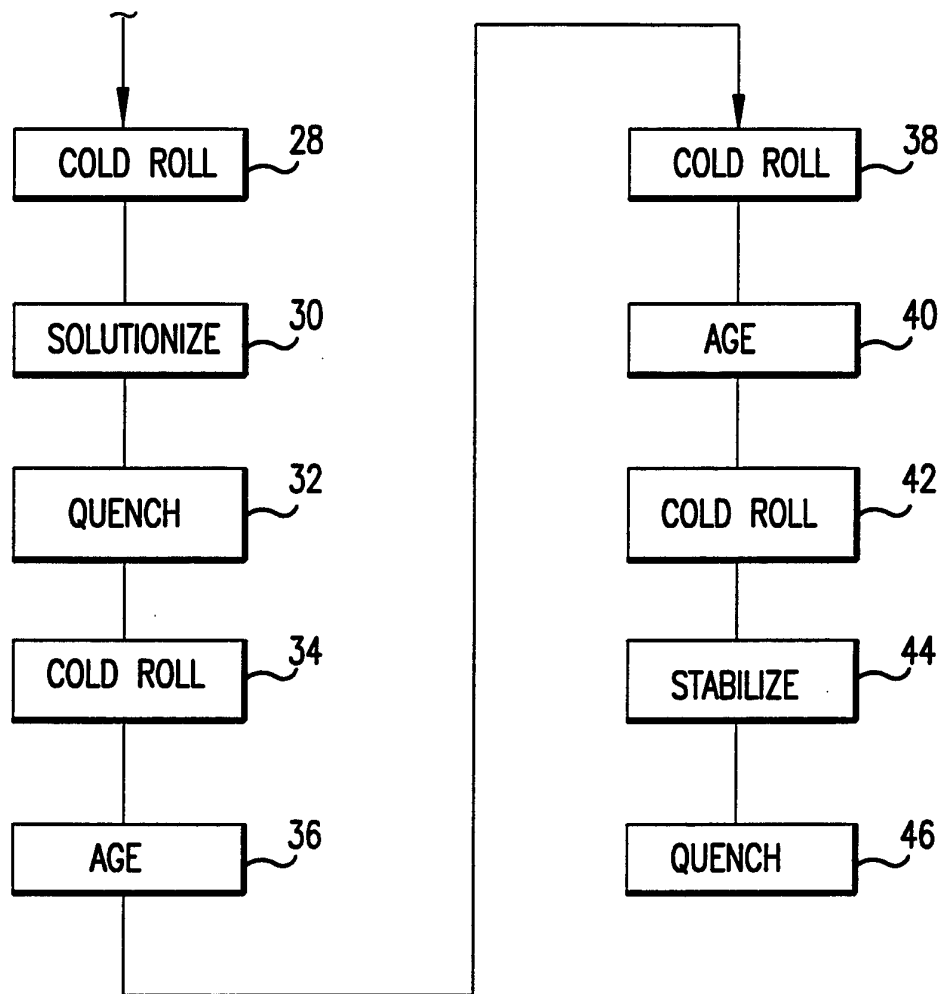 COLD ROLL 28
SOLUTIONIZE 30
QUENCH 32
COLD ROLL 34
AGE 36
COLD ROLL 38
AGE 40
COLD ROLL 42
STABILIZE 44
QUENCH 46